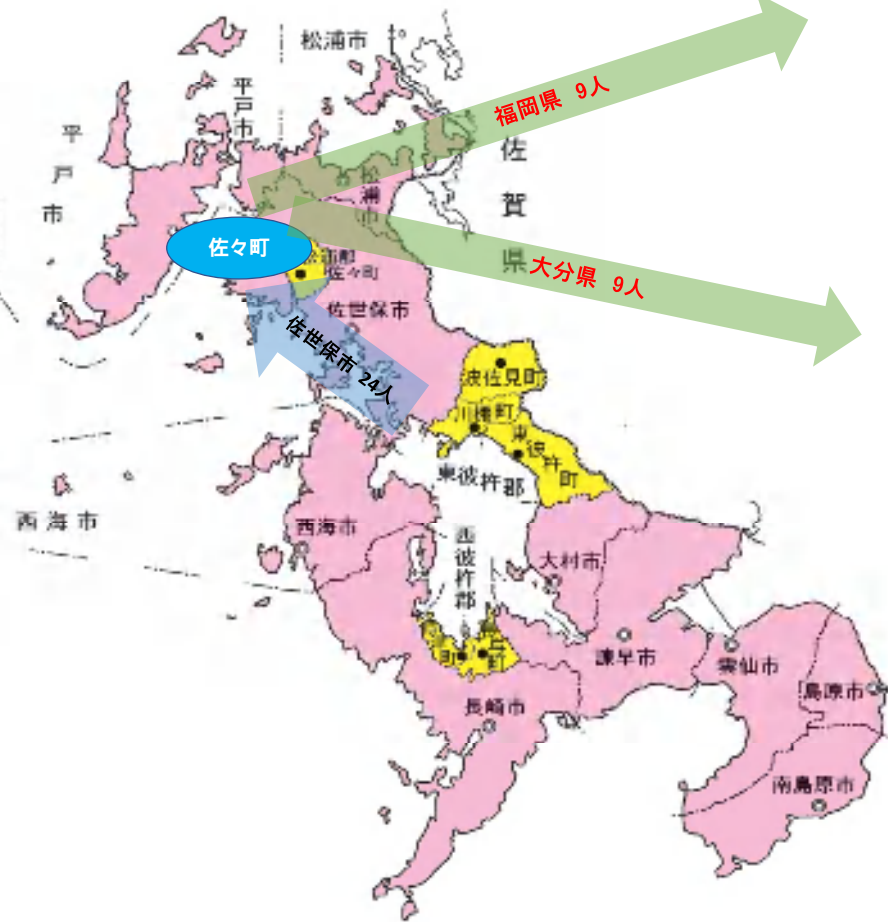 松浦市
平戸市
平戸市
福岡県 9人
佐賀県
松浦市
佐々町
佐々町
大分県 9人
佐世保市
佐世保市 24人
波佐見町
川棚町
東彼杵町
東彼杵郡
西海市
西海市
西彼杵郡
大村市
諫早市
雲仙市
島原市
長崎市
南島原市